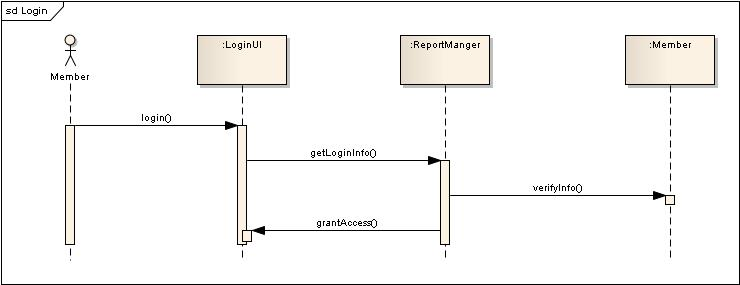 sd Login
:LoginUI
:ReportManger
:Member
Member
login()
getLoginInfo()
verifyInfo()
grantAccess()